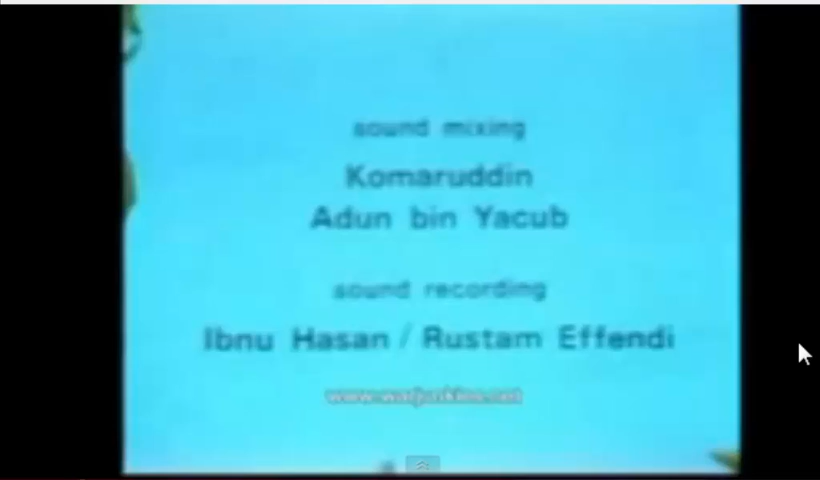 sound mixing
Komaruddin
Adun bin Yacub
sound recording
Ibnu Hasan / Rustam Effendi